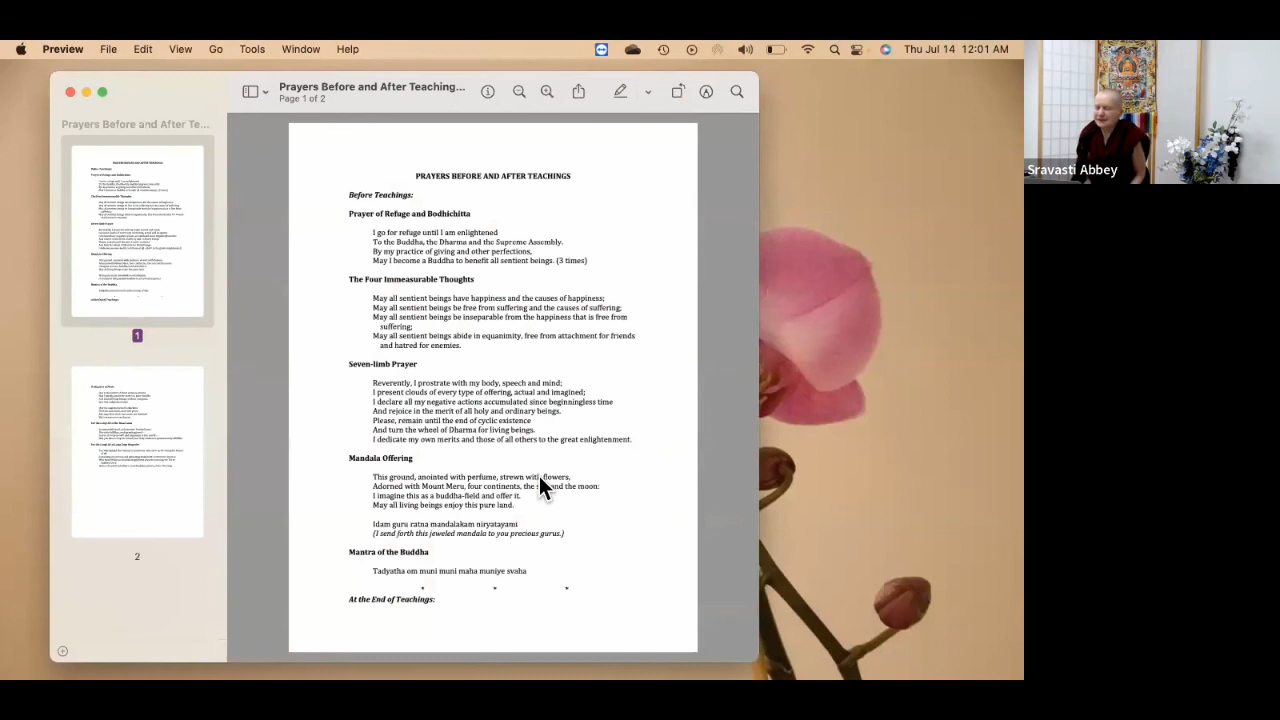 Preview File Edit View Go Tools Window Help Thu Jul 14 12:01 AM
Prayers Before and After Teaching...
Page 1 of 2
Prayers Before and After Te...
1
2
PRAYERS BEFORE AND AFTER TEACHINGS
Before Teachings:
Prayer of Refuge and Bodhichitta
I go for refuge until I am enlightened
To the Buddha, the Dharma and the Supreme Assembly.
By my practice of giving and other perfections,
May I become a Buddha to benefit all sentient beings. (3 times)
The Four Immeasurable Thoughts
May all sentient beings have happiness and the causes of happiness;
May all sentient beings be free from suffering and the causes of suffering;
May all sentient beings be inseparable from the happiness that is free from
suffering;
May all sentient beings abide in equanimity, free from attachment for friends
and hatred for enemies.
Seven-limb Prayer
Reverently, I prostrate with my body, speech and mind;
I present clouds of every type of offering, actual and imagined;
I declare all my negative actions accumulated since beginningless time
And rejoice in the merit of all holy and ordinary beings.
Please, remain until the end of cyclic existence
And turn the wheel of Dharma for living beings.
I dedicate my own merits and those of all others to the great enlightenment.
Mandala Offering
This ground, anointed with perfume, strewn with flowers,
Adorned with Mount Meru, four continents, the and the moon:
I imagine this as a buddha-field and offer it.
May all living beings enjoy this pure land.
Idam guru ratna mandalakam niryatayami
(I send forth this jeweled mandala to you precious gurus.)
Mantra of the Buddha
Tadyatha om muni muni maha muniye svaha
* * *
At the End of Teachings:
Sravasti Abbey